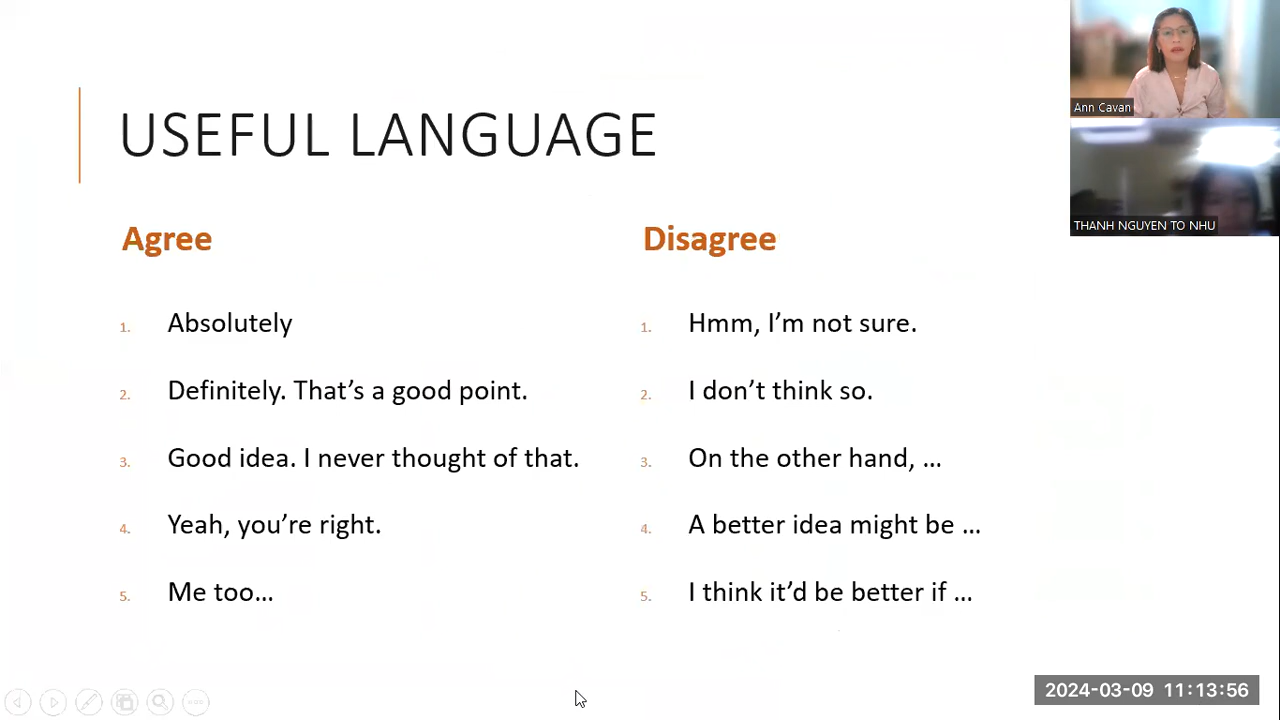 USEFUL LANGUAGE
Agree
1. Absolutely
2. Definitely. That’s a good point.
3. Good idea. I never thought of that.
4. Yeah, you’re right.
5. Me too…
Disagree
1. Hmm, I’m not sure.
2. I don’t think so.
3. On the other hand, …
4. A better idea might be …
5. I think it’d be better if …
Ann Cavan
THANH NGUYEN TO NHU
2024-03-09 11:13:56